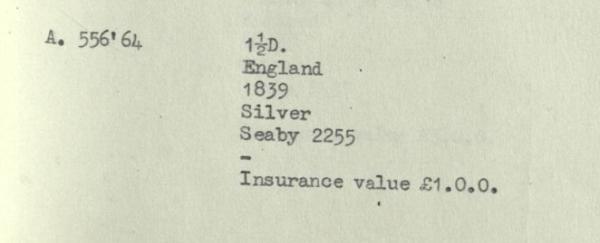 A. 556'64 1½D.
England
1839
Silver
Seaby 2255
-
Insurance value £1.0.0.